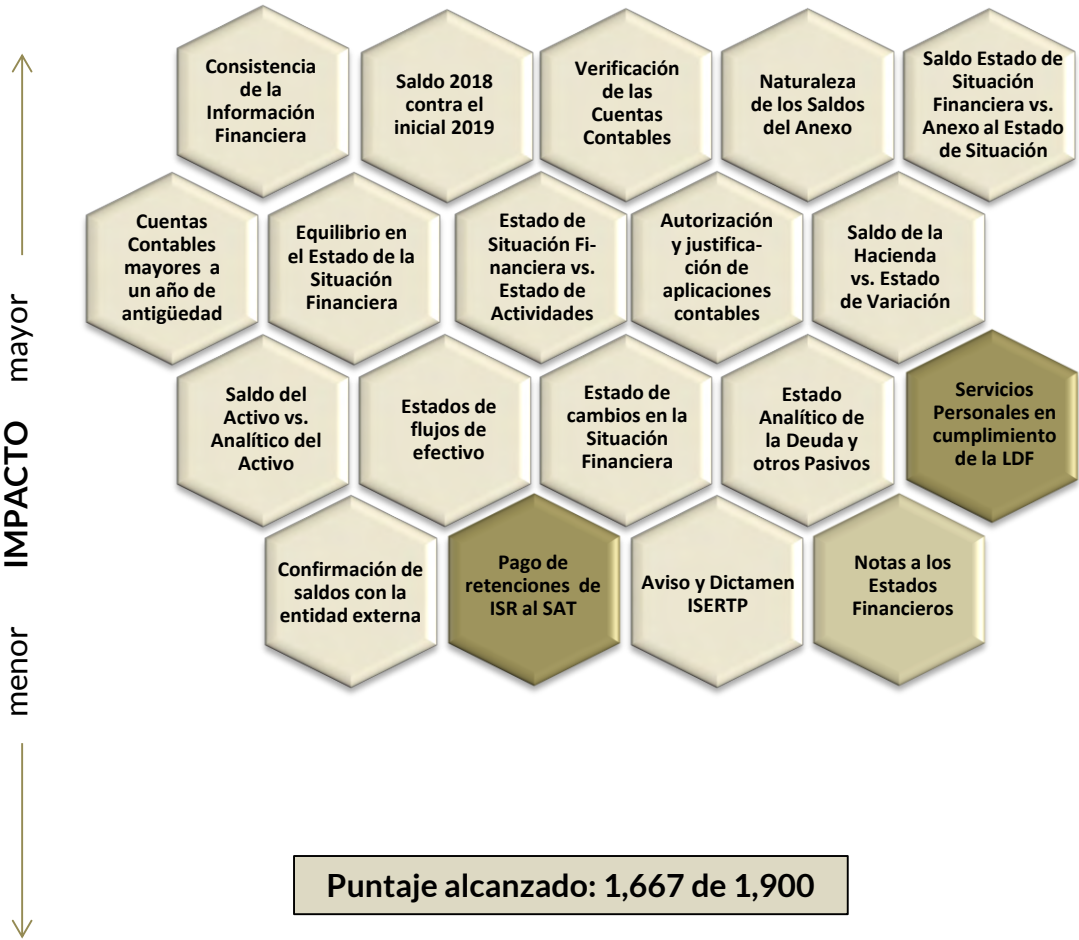 Consistencia
de la
Información
Financiera
Saldo 2018
contra el
inicial 2019
Verificación
de las
Cuentas
Contables
Naturaleza
de los Saldos
del Anexo
Saldo Estado de
Situación
Financiera vs.
Anexo al Estado
de Situación
Cuentas
Contables
mayores a
un año de
antigüedad
Equilibrio en
el Estado de la
Situación
Financiera
Estado de
Situación Fi-
nanciera vs.
Estado de
Actividades
Autorización
y justifica-
ción de
aplicaciones
contables
Saldo de la
Hacienda
vs. Estado
de Variación
Saldo del
Activo vs.
Analítico del
Activo
Estados de
flujos de
efectivo
Estado de
cambios en la
Situación
Financiera
Estado
Analítico de
la Deuda y
otros Pasivos
Servicios
Personales en
cumplimiento
de la LDF
Confirmación de
saldos con la
entidad externa
Pago de
retenciones de
ISR al SAT
Aviso y Dictamen
ISERTP
Notas a los
Estados
Financieros
menor IMPACTO mayor
Puntaje alcanzado: 1,667 de 1,900